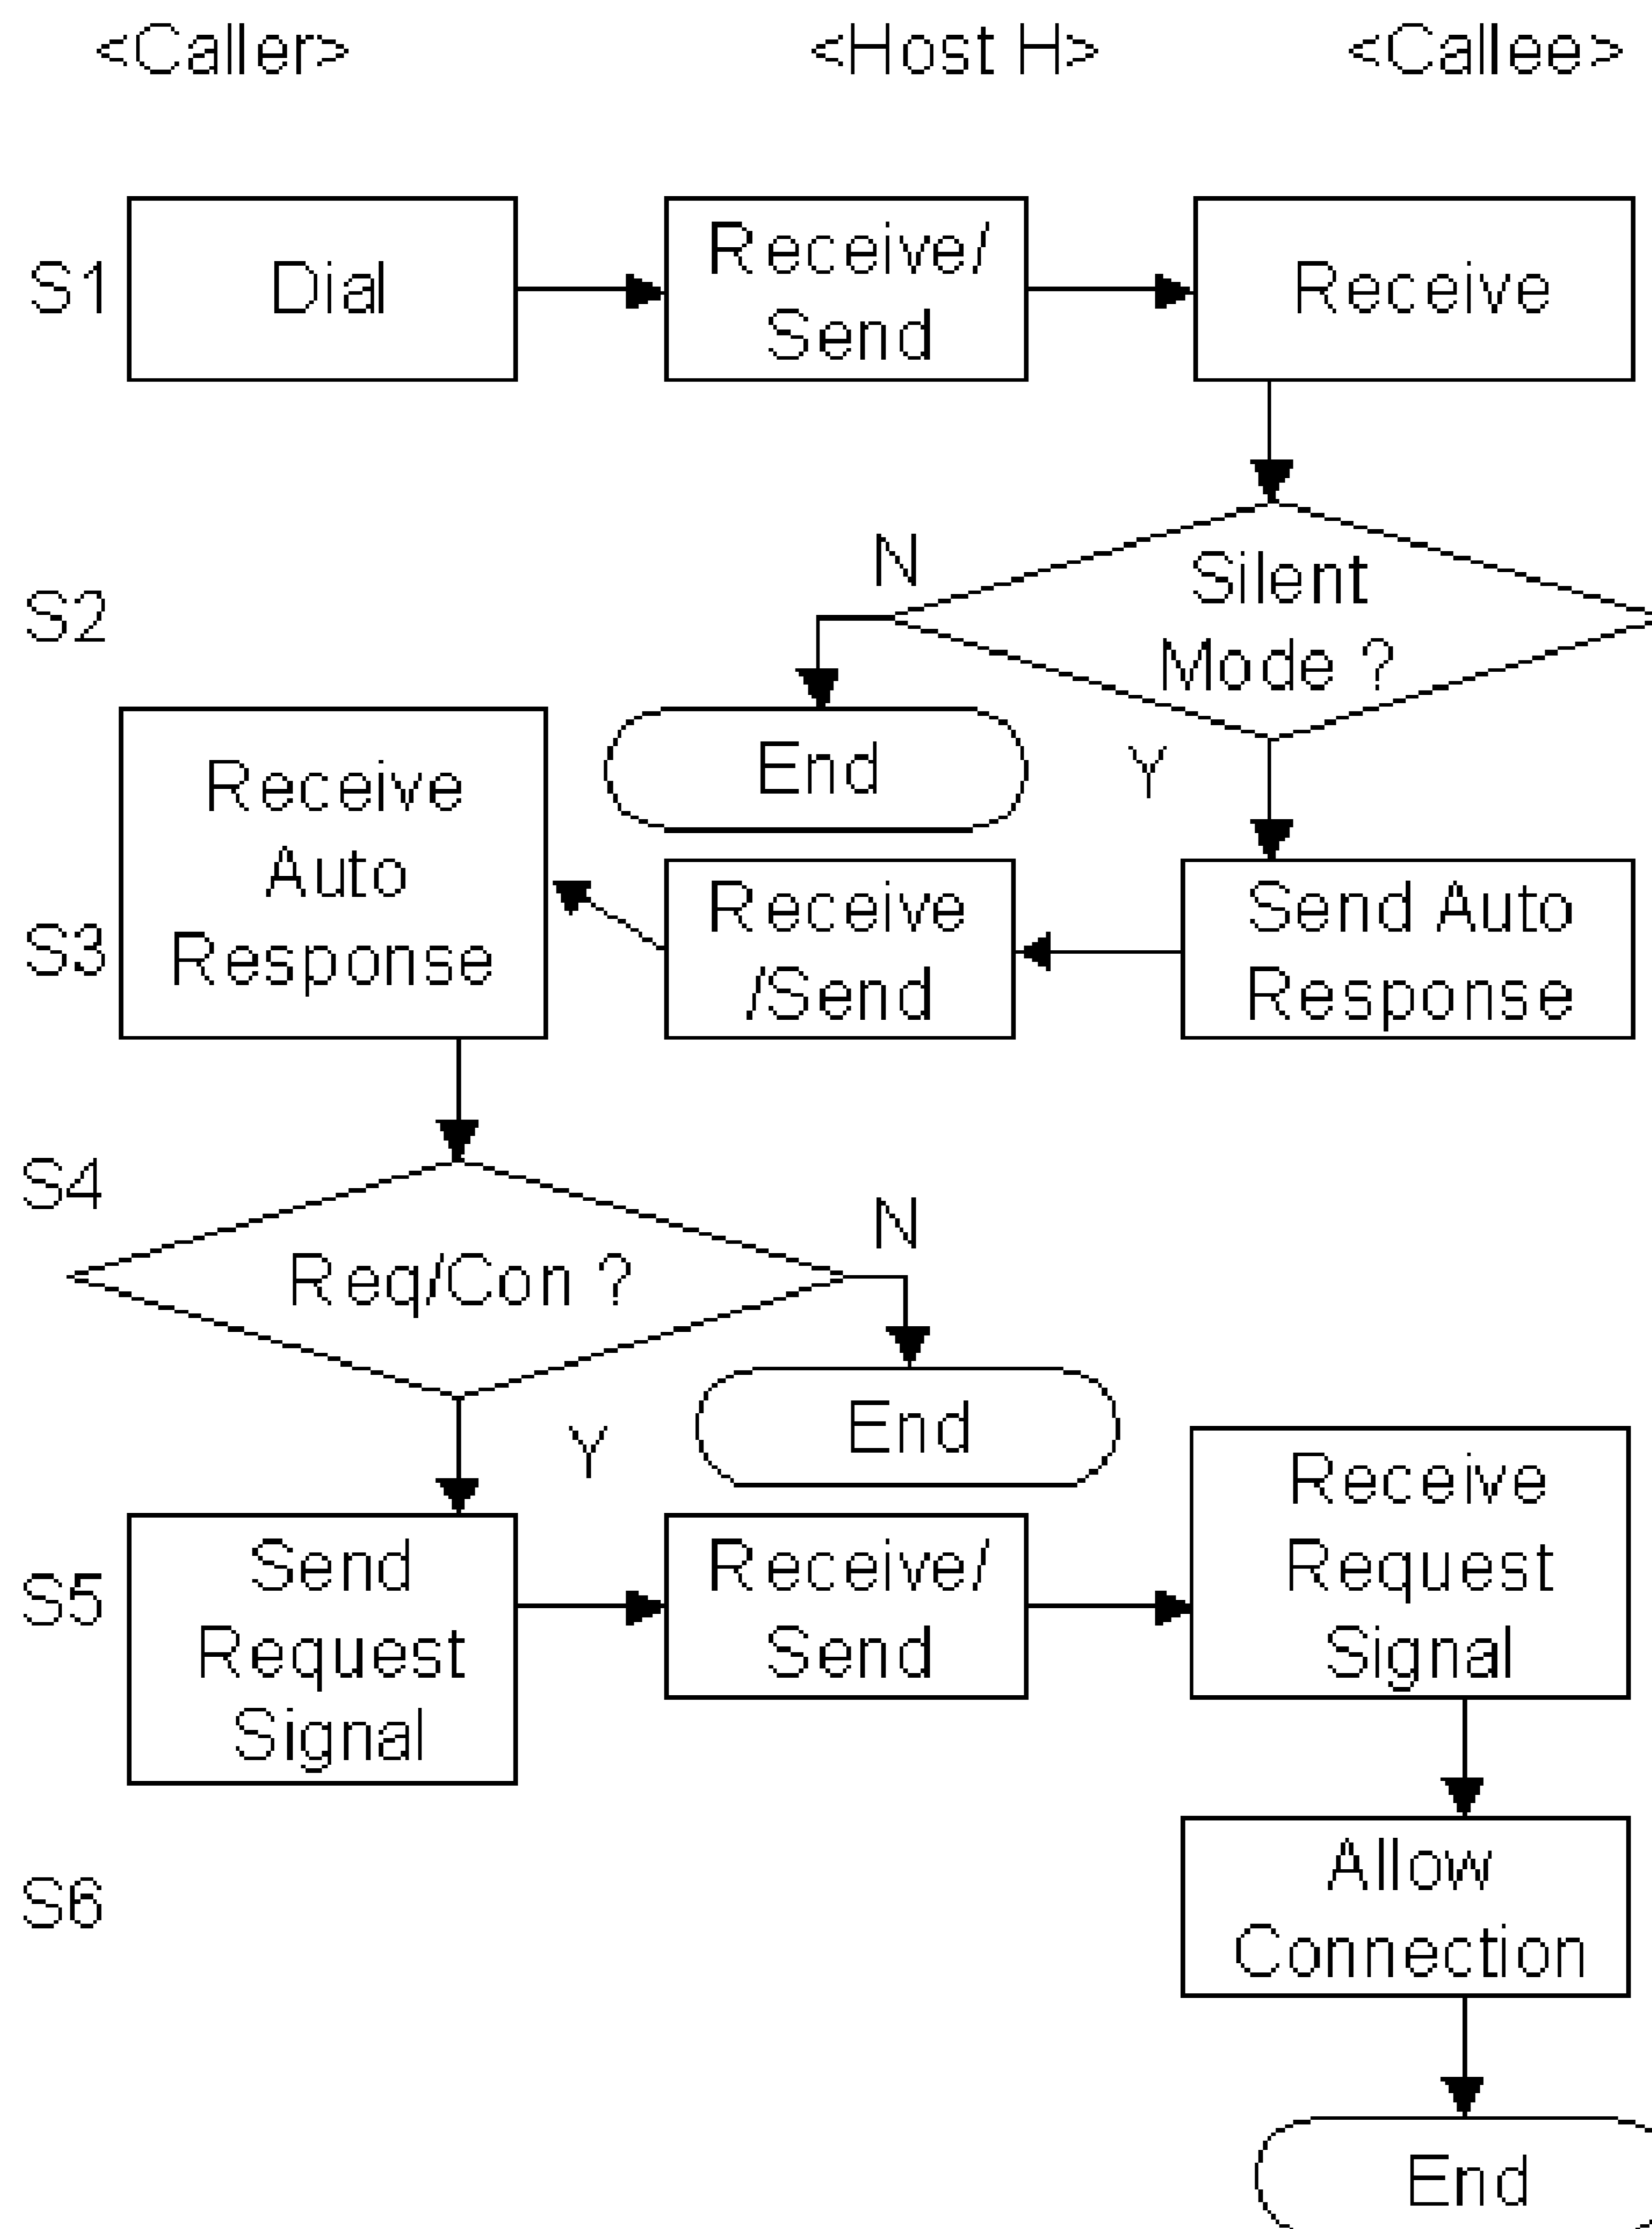 <Caller> <Host H> <Callee>
S1
Dial
Receive/
Send
Receive
S2
N
Silent
Mode ?
End
Y
S3
Receive
Auto
Response
Receive
/Send
Send Auto
Response
S4
Req/Con ?
N
End
Y
S5
Send
Request
Signal
Receive/
Send
Receive
Request
Signal
S6
Allow
Connection
End